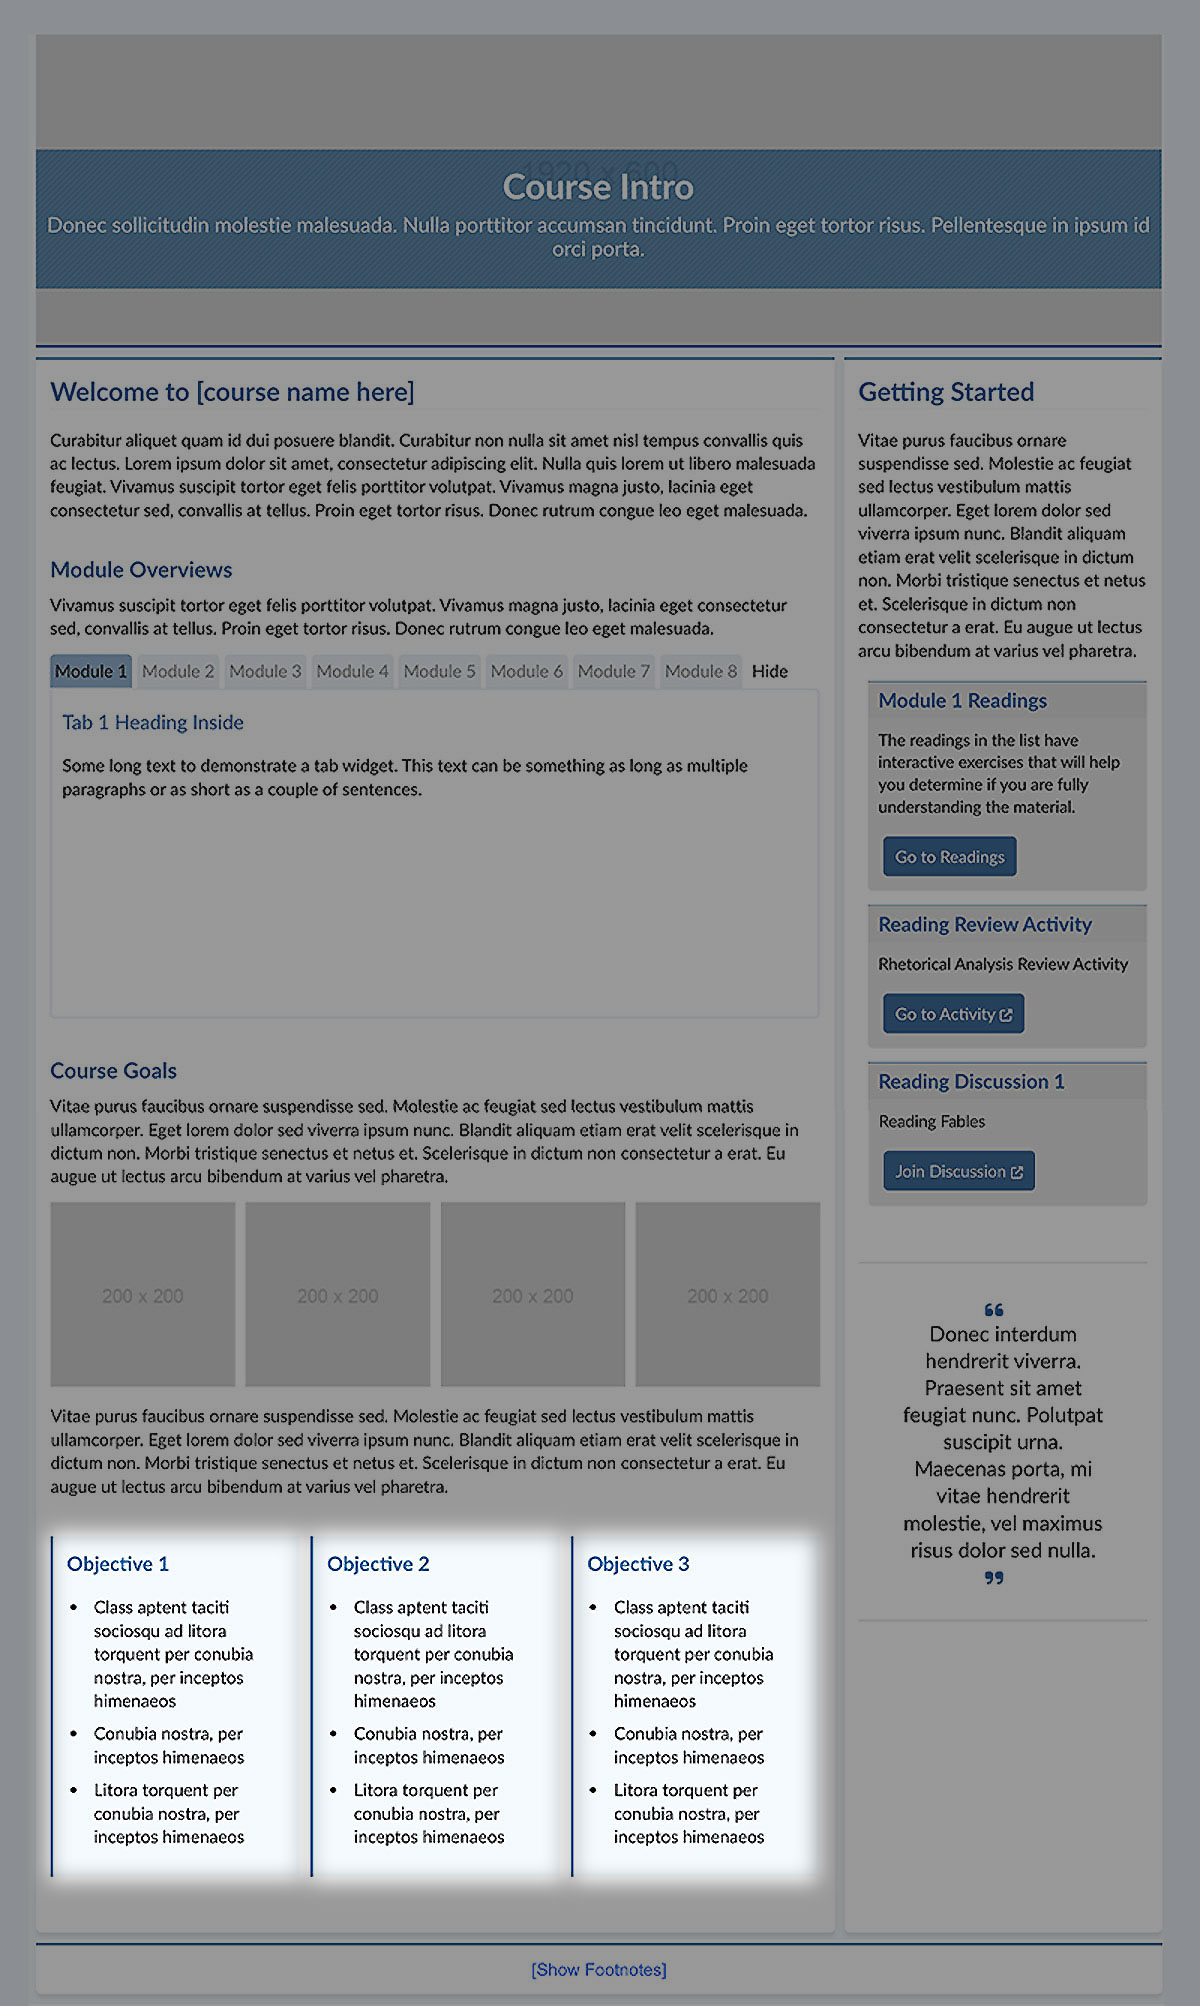 1920 x 600
Course Intro
Donec sollicitudin molestie malesuada. Nulla porttitor accumsan tincidunt. Proin eget tortor risus. Pellentesque in ipsum id
orci porta.
Welcome to [course name here]
Curabitur aliquet quam id dui posuere blandit. Curabitur non nulla sit amet nisl tempus convallis quis
ac lectus. Lorem ipsum dolor sit amet, consectetur adipiscing elit. Nulla quis lorem ut libero malesuada
feugiat. Vivamus suscipit tortor eget felis porttitor volutpat. Vivamus magna justo, lacinia eget
consectetur sed, convallis at tellus. Proin eget tortor risus. Donec rutrum congue leo eget malesuada.
Module Overviews
Vivamus suscipit tortor eget felis porttitor volutpat. Vivamus magna justo, lacinia eget consectetur
sed, convallis at tellus. Proin eget tortor risus. Donec rutrum congue leo eget malesuada.
Module 1 Module 2 Module 3 Module 4 Module 5 Module 6 Module 7 Module 8 Hide
Tab 1 Heading Inside
Some long text to demonstrate a tab widget. This text can be something as long as multiple
paragraphs or as short as a couple of sentences.
Course Goals
Vitae purus faucibus ornare suspendisse sed. Molestie ac feugiat sed lectus vestibulum mattis
ullamcorper. Eget lorem dolor sed viverra ipsum nunc. Blandit aliquam etiam erat velit scelerisque in
dictum non. Morbi tristique senectus et netus et. Scelerisque in dictum non consectetur a erat. Eu
augue ut lectus arcu bibendum at varius vel pharetra.
200 x 200 200 x 200 200 x 200 200 x 200
Vitae purus faucibus ornare suspendisse sed. Molestie ac feugiat sed lectus vestibulum mattis
ullamcorper. Eget lorem dolor sed viverra ipsum nunc. Blandit aliquam etiam erat velit scelerisque in
dictum non. Morbi tristique senectus et netus et. Scelerisque in dictum non consectetur a erat. Eu
augue ut lectus arcu bibendum at varius vel pharetra.
Objective 1
• Class aptent taciti
sociosqu ad litora
torquent per conubia
nostra, per inceptos
himenaeos
• Conubia nostra, per
inceptos himenaeos
• Litora torquent per
conubia nostra, per
inceptos himenaeos
Objective 2
• Class aptent taciti
sociosqu ad litora
torquent per conubia
nostra, per inceptos
himenaeos
• Conubia nostra, per
inceptos himenaeos
• Litora torquent per
conubia nostra, per
inceptos himenaeos
Objective 3
• Class aptent taciti
sociosqu ad litora
torquent per conubia
nostra, per inceptos
himenaeos
• Conubia nostra, per
inceptos himenaeos
• Litora torquent per
conubia nostra, per
inceptos himenaeos
Getting Started
Vitae purus faucibus ornare
suspendisse sed. Molestie ac feugiat
sed lectus vestibulum mattis
ullamcorper. Eget lorem dolor sed
viverra ipsum nunc. Blandit aliquam
etiam erat velit scelerisque in dictum
non. Morbi tristique senectus et netus
et. Scelerisque in dictum non
consectetur a erat. Eu augue ut lectus
arcu bibendum at varius vel pharetra.
Module 1 Readings
The readings in the list have
interactive exercises that will help
you determine if you are fully
understanding the material.
Go to Readings
Reading Review Activity
Rhetorical Analysis Review Activity
Go to Activity
Reading Discussion 1
Reading Fables
Join Discussion
“
Donec interdum
hendrerit viverra.
Praesent sit amet
feugiat nunc. Polutpat
suscipit urna.
Maecenas porta, mi
vitae hendrerit
molestie, vel maximus
risus dolor sed nulla.
”
[Show Footnotes]